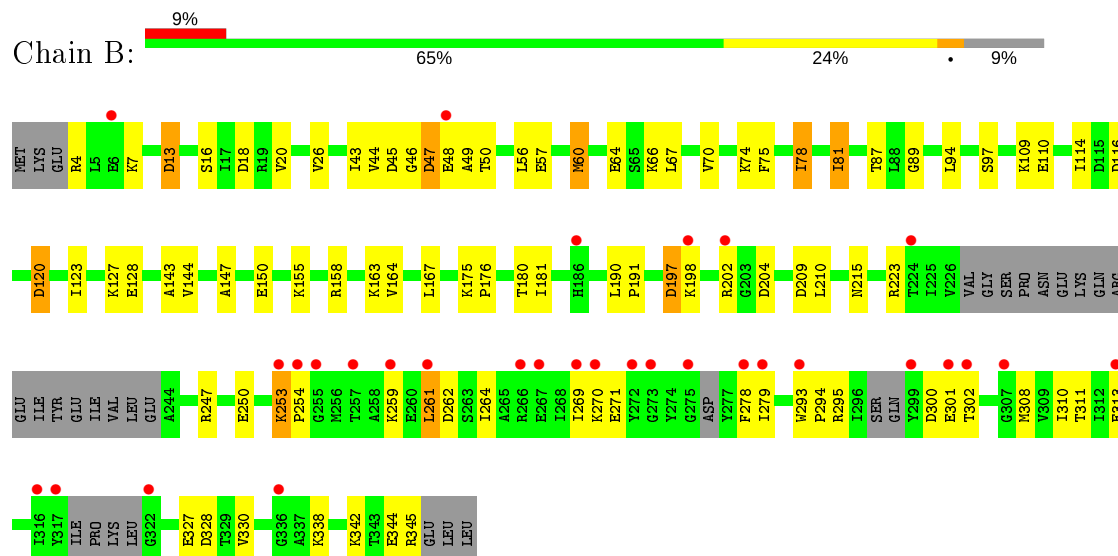 9%
Chain B:
65% 24% • 9%
MET LYS GLU R4 L5 E6 K7 D13 S16 I17 D18 R19 V20 V26 I43 V44 D45 G46 D47 E48 A49 T50 L56 E57 M60 E64 S65 K66 L67 V70 K74 F75 I78 I81 T87 L88 G89 L94 S97 K109 E110 I114 D115 D116
D120 I123 K127 E128 A143 V144 A147 E150 K155 R158 K163 V164 L167 K175 P176 T180 I181 H186 L190 P191 D197 K198 R202 G203 D204 D209 L210 N215 R223 T224 I225 V226 VAL GLY SER PRO ASN GLU LYS GLN ARG
GLU ILE TYR GLU ILE VAL LEU GLU A244 R247 E250 K253 P254 G255 M256 T257 A258 K259 E260 L261 D262 S263 I264 A265 R266 E267 I268 I269 K270 E271 Y272 G273 Y274 G275 ASP Y277 F278 I279 W293 P294 R295 I296 SER GLN Y299 D300 E301 T302 G307 M308 V309 I310 T311 I312 E313
I316 Y317 ILE PRO LYS LEU G322 E327 D328 T329 V330 G336 A337 K338 K342 T343 E344 R345 GLU LEU LEU